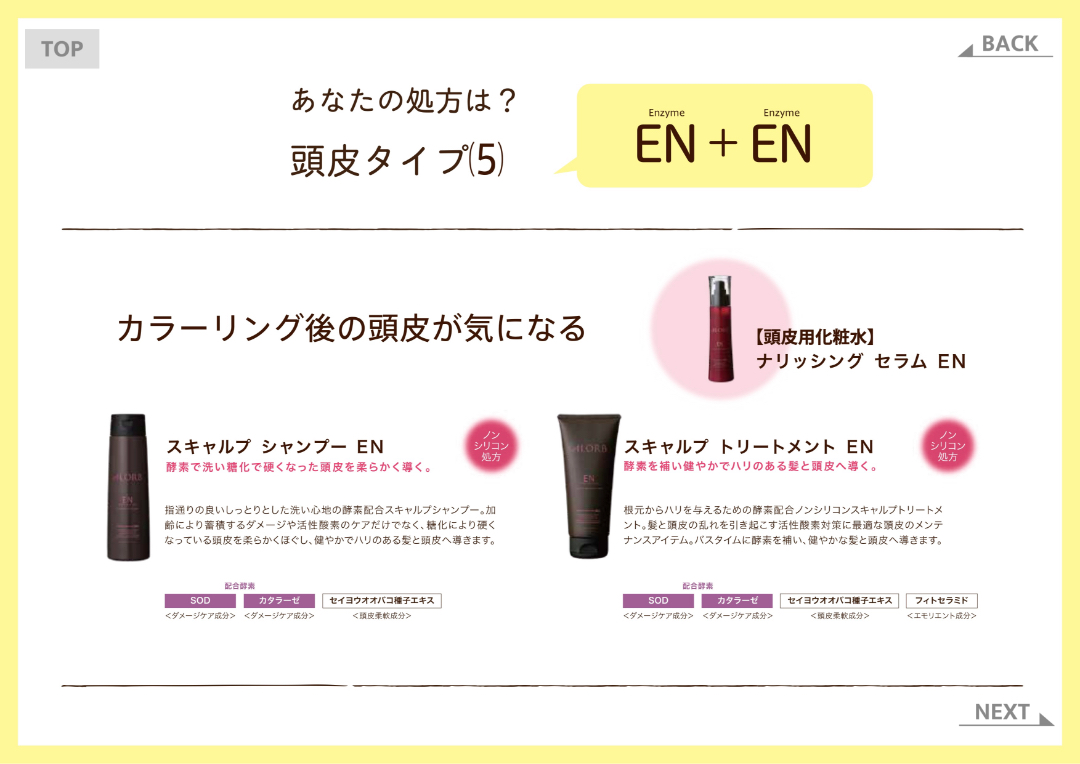 TOP
BACK
あなたの処方は？
頭皮タイプ(5)
Enzyme Enzyme
EN + EN
カラーリング後の頭皮が気になる
【頭皮用化粧水】
ナリッシング セラム EN
スキャルプ シャンプー EN
酵素で洗い糖化で硬くなった頭皮を柔らかく導く。
ノン
シリコン
処方
指通りの良いしっとりとした洗い心地の酵素配合スキャルプシャンプー。加
齢により蓄積するダメージや活性酸素のケアだけでなく、糖化により硬く
なっている頭皮を柔らかくほぐし、健やかでハリのある髪と頭皮へ導きます。
配合酵素
SOD カタラーゼ セイヨウオオバコ種子エキス
＜ダメージケア成分＞ ＜ダメージケア成分＞ ＜頭皮柔軟成分＞
スキャルプ トリートメント EN
酵素を補い健やかでハリのある髪と頭皮へ導く。
ノン
シリコン
処方
根元からハリを与えるための酵素配合ノンシリコンスキャルプトリートメ
ント。髪と頭皮の乱れを引き起こす活性酸素対策に最適な頭皮のメンテ
ナンスアイテム。バスタイムに酵素を補い、健やかな髪と頭皮へ導きます。
配合酵素
SOD カタラーゼ セイヨウオオバコ種子エキス フィトセラミド
＜ダメージケア成分＞ ＜ダメージケア成分＞ ＜頭皮柔軟成分＞ ＜エモリエント成分＞
EN
EN
EN
NEXT